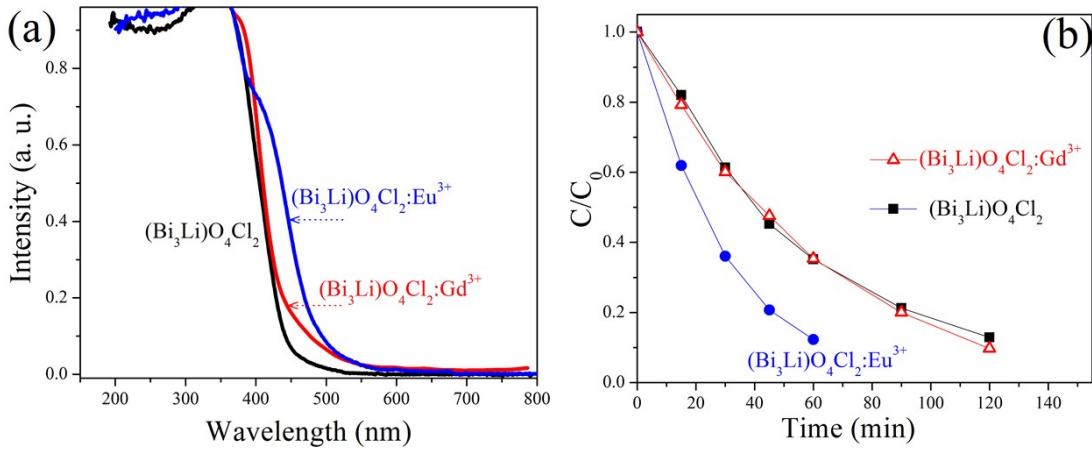 (a)
Intensity (a. u.)
0.8
0.6
0.4
0.2
0.0
(Bi₃Li)O₄Cl₂:Eu³⁺
(Bi₃Li)O₄Cl₂
(Bi₃Li)O₄Cl₂:Gd³⁺
200 300 400 500 600 700 800
Wavelength (nm)
(b)
C/C₀
1.0
0.8
0.6
0.4
0.2
0.0
(Bi₃Li)O₄Cl₂:Gd³⁺
(Bi₃Li)O₄Cl₂
(Bi₃Li)O₄Cl₂:Eu³⁺
0 20 40 60 80 100 120 140
Time (min)